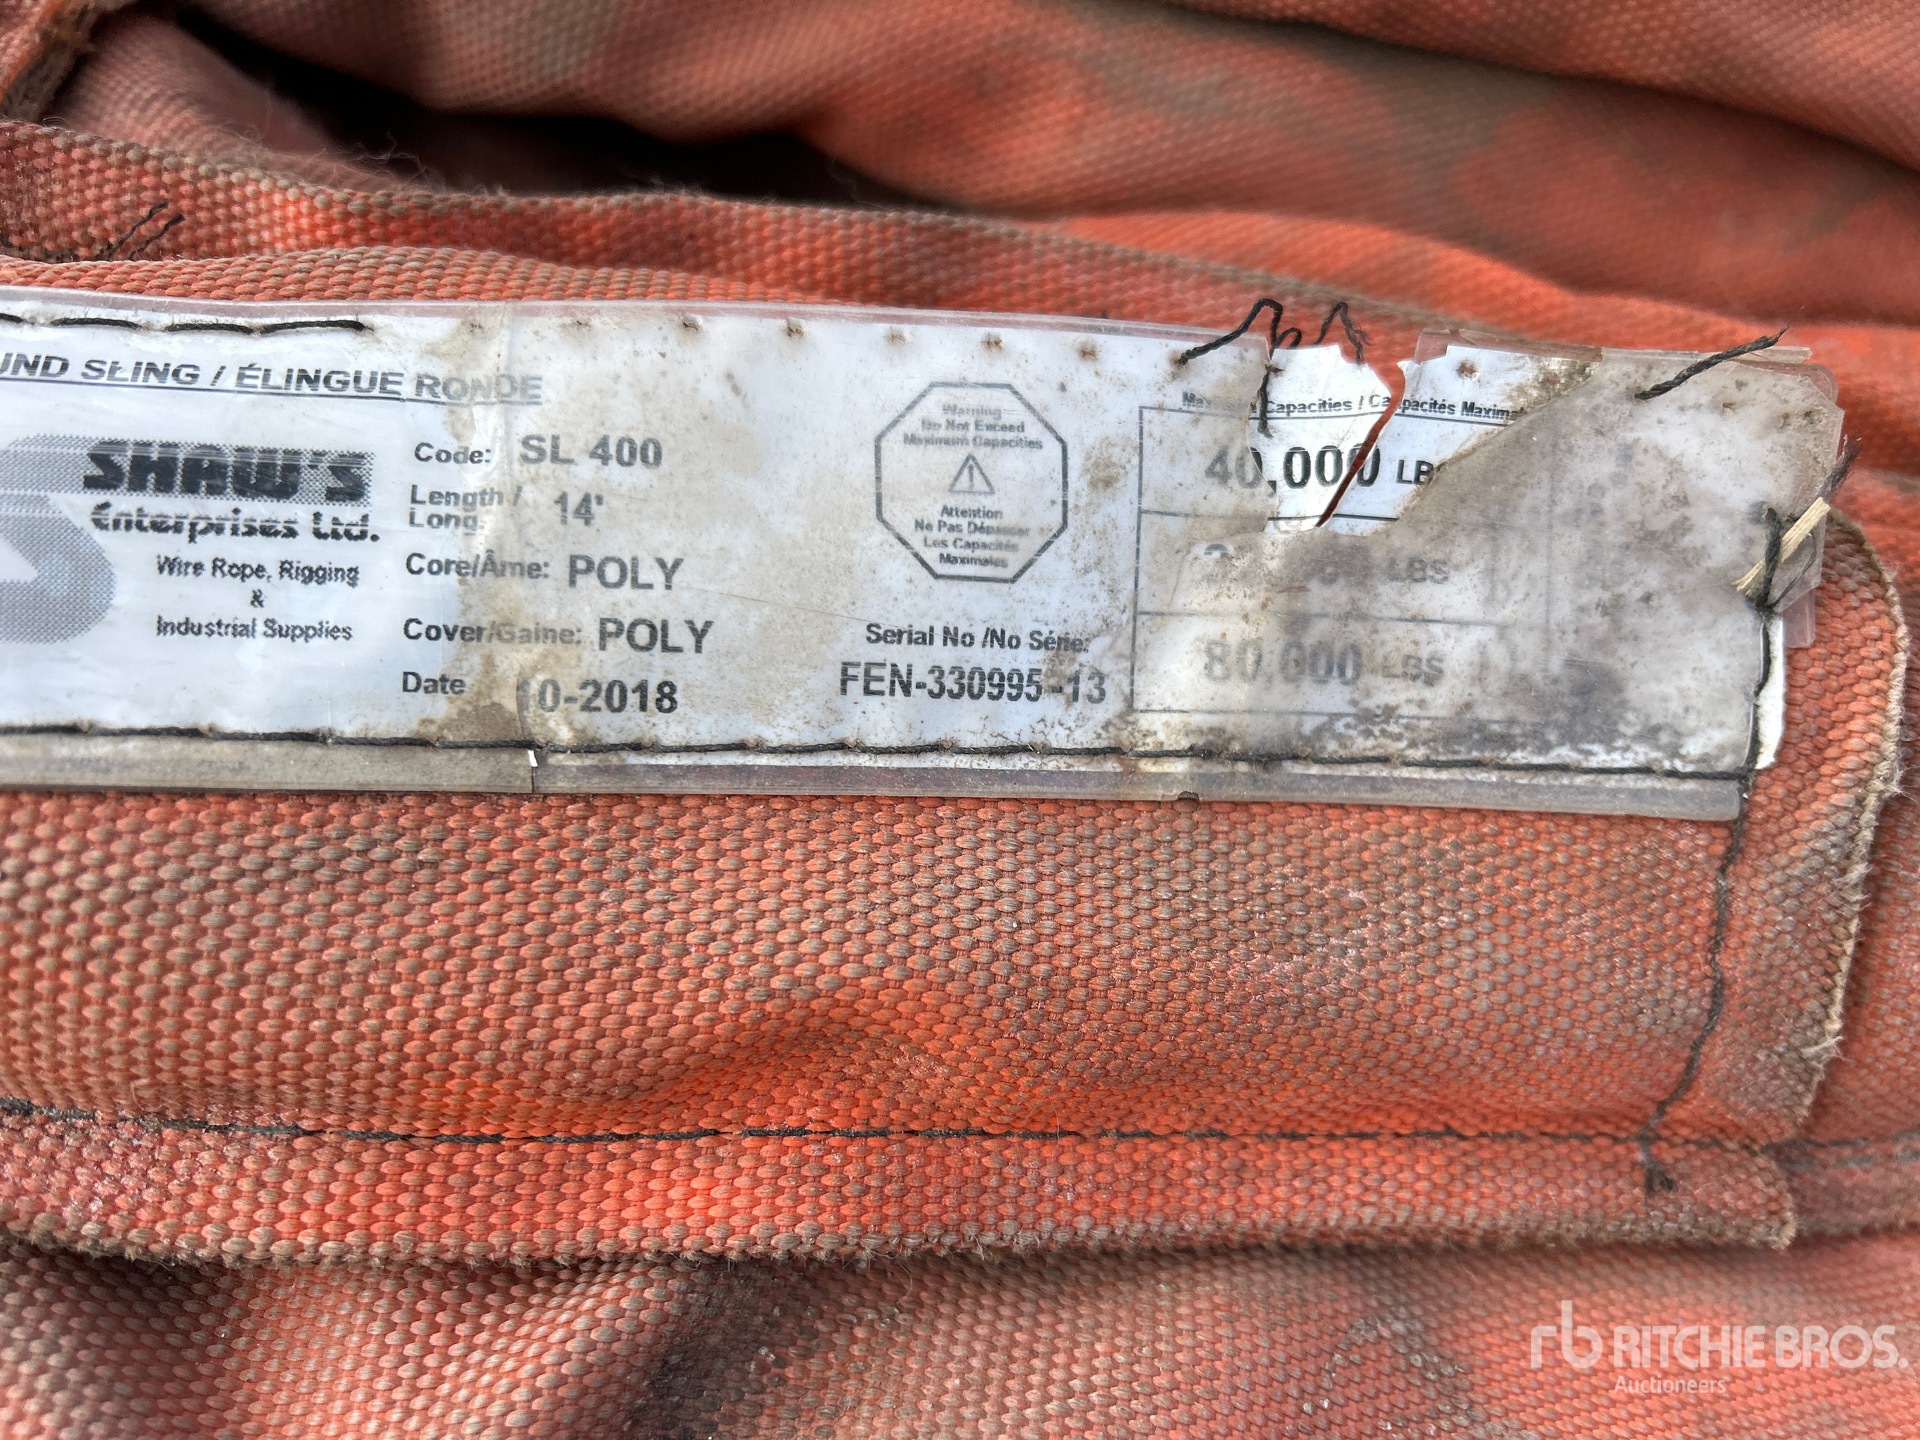 UND SLING / ÉLINGUE RONDE
SHAW'S
Enterprises Ltd.
Wire Rope, Rigging
&
Industrial Supplies
Code: SL 400
Length / 14'
Long.
Core/Âme: POLY
Cover/Gaine: POLY
Date 10-2018
Warning
Do Not Exceed
Maximum Capacities
Attention
Ne Pas Dépasser
Les Capacités
Maximales
Serial No /No Série:
FEN-330995-13
Capacities / Capacités Maximal
40,000 LBS
LBS
80,000 LBS
rb RITCHIE BROS.
Auctioneers